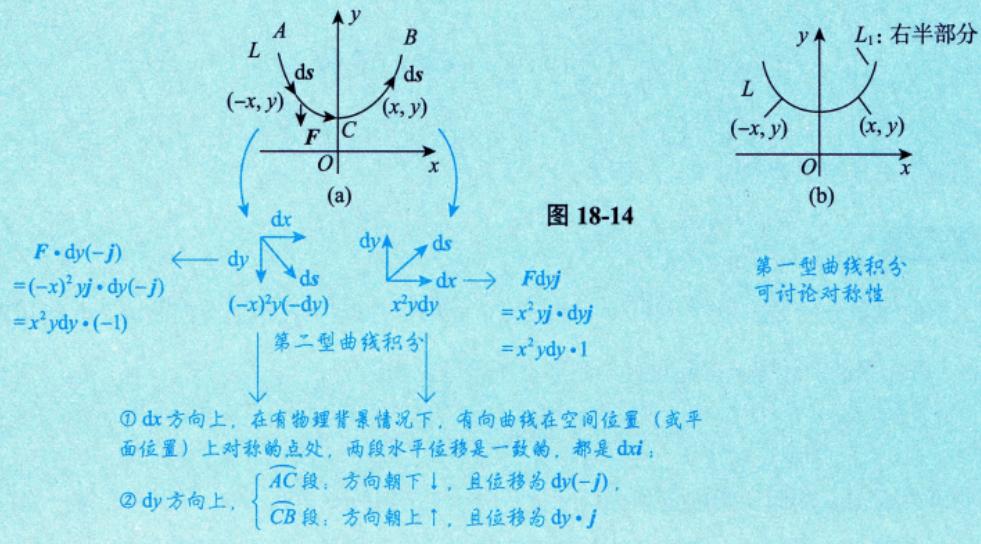 y
A
B
L
ds
ds
(-x, y)
(x, y)
F
C
O
x
(a)
y
L₁: 右半部分
L
(-x, y)
(x, y)
O
x
(b)
图 18-14
dx
dy
ds
(-x)²y(-dy)
F•dy(-j)
=(-x)²yj•dy(-j)
=x²ydy•(-1)
dy
ds
dx
x²ydy
Fdyj
=x²yj•dyj
=x²ydy•1
第一型曲线积分
可讨论对称性
第二型曲线积分
① dx 方向上，在有物理背景情况下，有向曲线在空间位置（或平
面位置）上对称的点处，两段水平位移是一致的，都是 dxi；
② dy 方向上，
AC 段：方向朝下↓，且位移为 dy(-j)，
CB 段：方向朝上↑，且位移为 dy•j